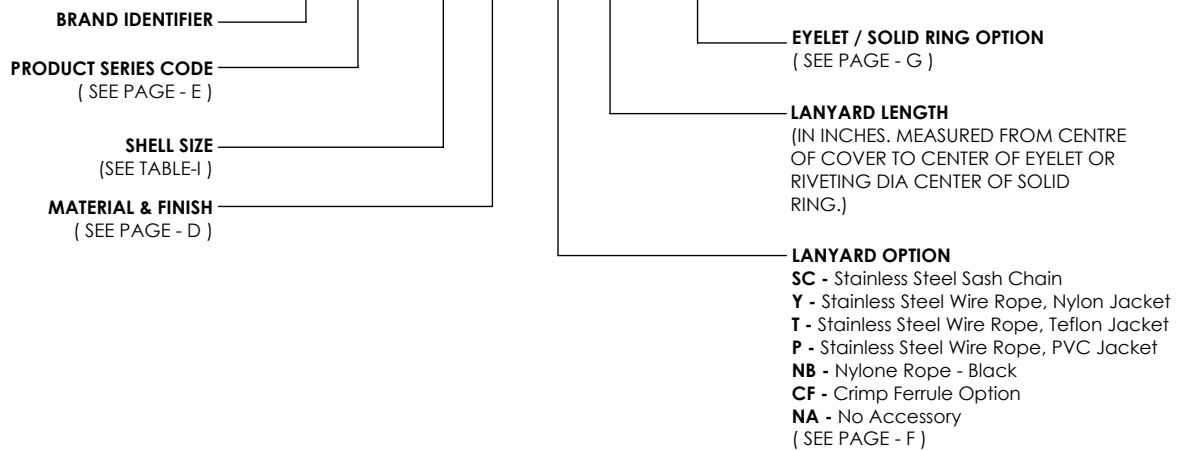 BRAND IDENTIFIER
PRODUCT SERIES CODE
( SEE PAGE - E )
SHELL SIZE
(SEE TABLE-I )
MATERIAL & FINISH
( SEE PAGE - D )
EYELET / SOLID RING OPTION
( SEE PAGE - G )
LANYARD LENGTH
(IN INCHES. MEASURED FROM CENTRE
OF COVER TO CENTER OF EYELET OR
RIVETING DIA CENTER OF SOLID
RING.)
LANYARD OPTION
SC - Stainless Steel Sash Chain
Y - Stainless Steel Wire Rope, Nylon Jacket
T - Stainless Steel Wire Rope, Teflon Jacket
P - Stainless Steel Wire Rope, PVC Jacket
NB - Nylone Rope - Black
CF - Crimp Ferrule Option
NA - No Accessory
( SEE PAGE - F )